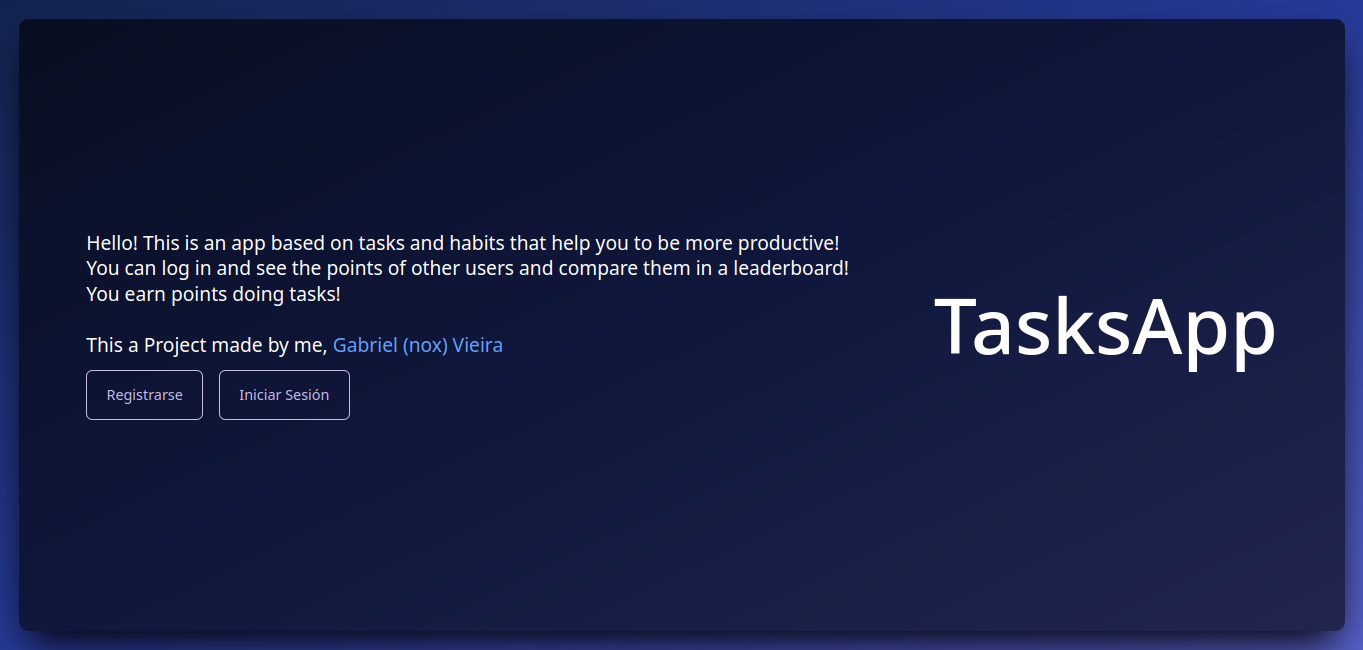 Hello! This is an app based on tasks and habits that help you to be more productive!
You can log in and see the points of other users and compare them in a leaderboard!
You earn points doing tasks!
This a Project made by me, Gabriel (nox) Vieira
Registrarse
Iniciar Sesión
TasksApp